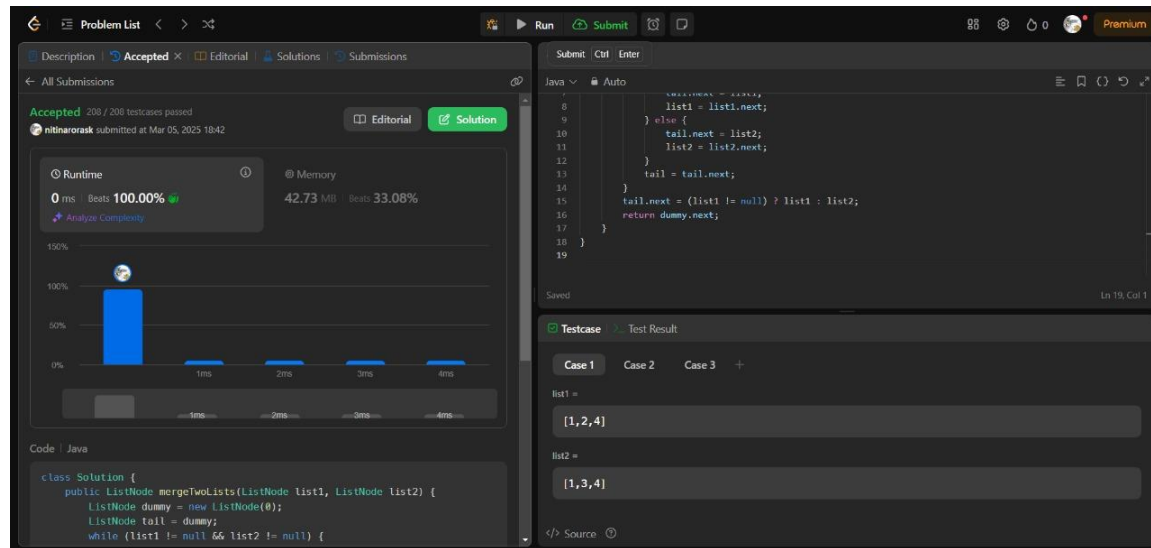 Problem List
Run
Submit
0
Premium
Description
Accepted
Editorial
Solutions
Submissions
All Submissions
Accepted 208 / 208 testcases passed
nitinarorask submitted at Mar 05, 2025 18:42
Editorial
Solution
Runtime
0 ms Beats 100.00%
Analyze Complexity
Memory
42.73 MB Beats 33.08%
150%
100%
50%
0%
1ms 2ms 3ms 4ms
1ms 2ms 3ms 4ms
Code | Java
class Solution {
public ListNode mergeTwoLists(ListNode list1, ListNode list2) {
ListNode dummy = new ListNode(0);
ListNode tail = dummy;
while (list1 != null && list2 != null) {
Submit Ctrl Enter
Java Auto
tail.next = list1;
8 list1 = list1.next;
9 } else {
10 tail.next = list2;
11 list2 = list2.next;
12 }
13 tail = tail.next;
14 }
15 tail.next = (list1 != null) ? list1 : list2;
16 return dummy.next;
17 }
18 }
19
Saved
Ln 19, Col 1
Testcase
>_ Test Result
Case 1 Case 2 Case 3 +
list1 =
[1,2,4]
list2 =
[1,3,4]
</> Source